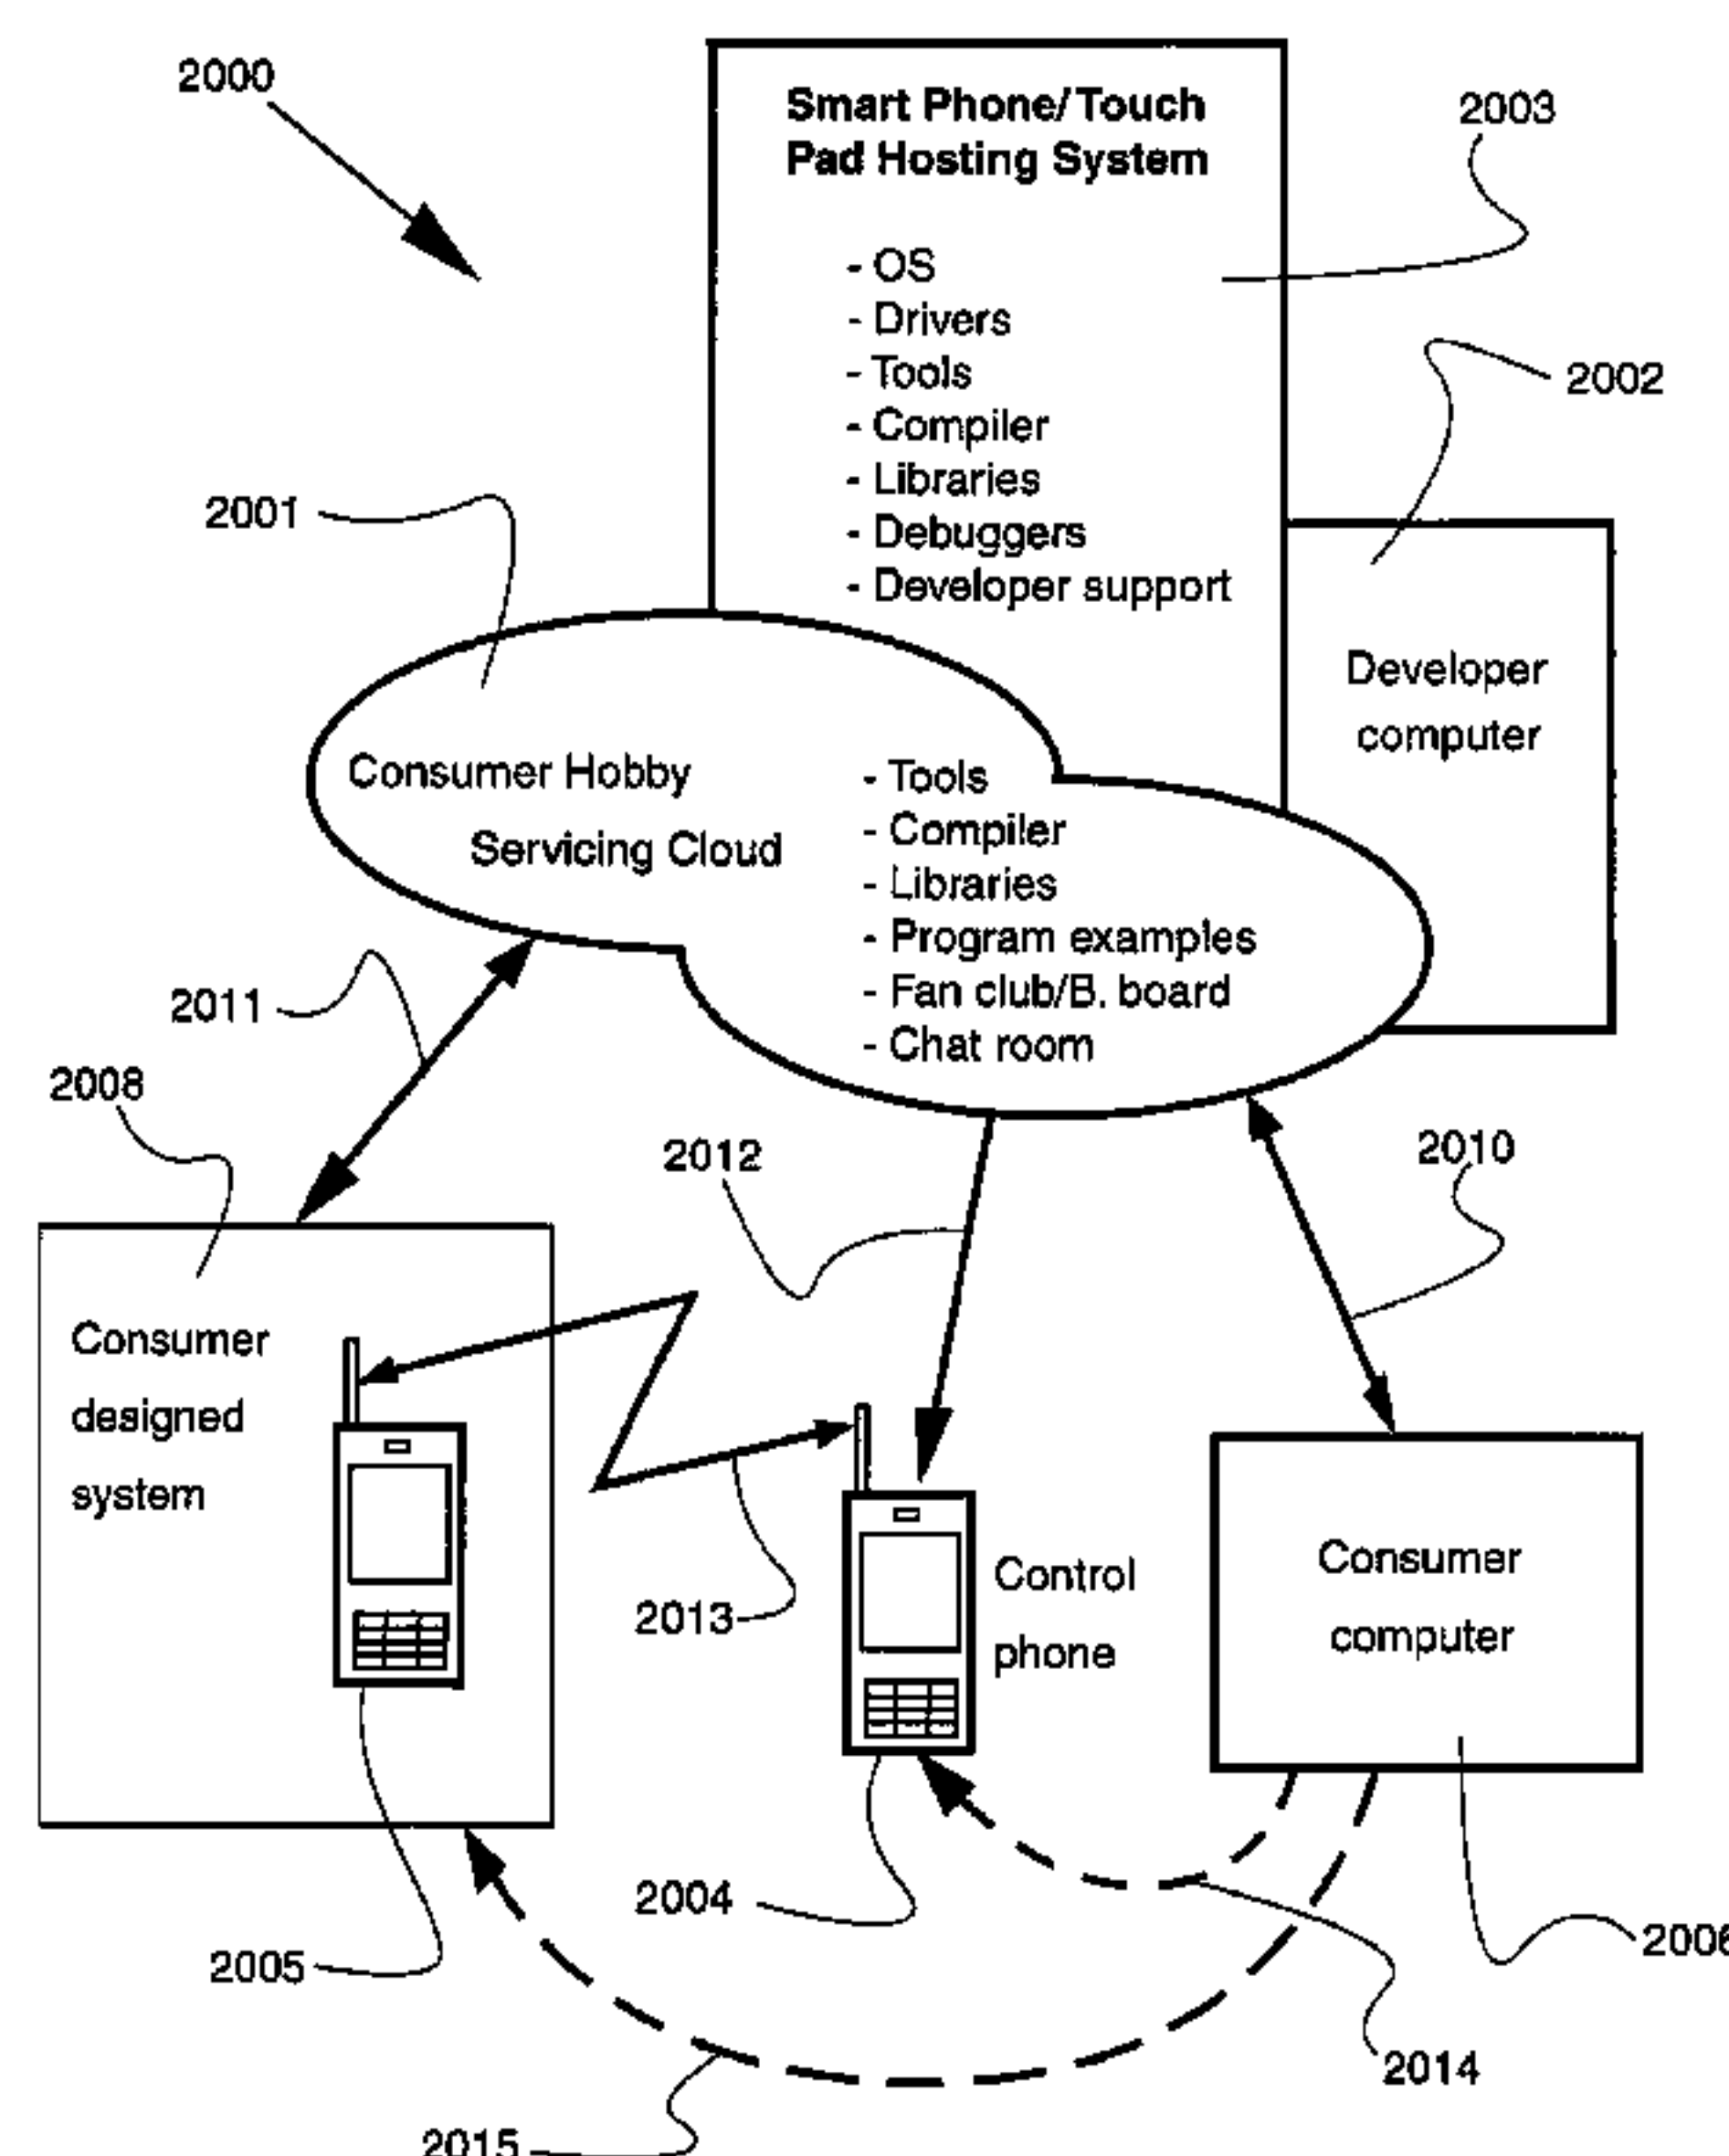 2000
Smart Phone/Touch
Pad Hosting System
2003
- OS
- Drivers
- Tools
- Compiler
- Libraries
- Debuggers
- Developer support
2002
2001
Developer
computer
Consumer Hobby
Servicing Cloud
- Tools
- Compiler
- Libraries
- Program examples
- Fan club/B. board
- Chat room
2011
2008
2012
2010
Consumer
designed
system
Control
phone
2013
Consumer
computer
2004
2005
2006
2014
2015